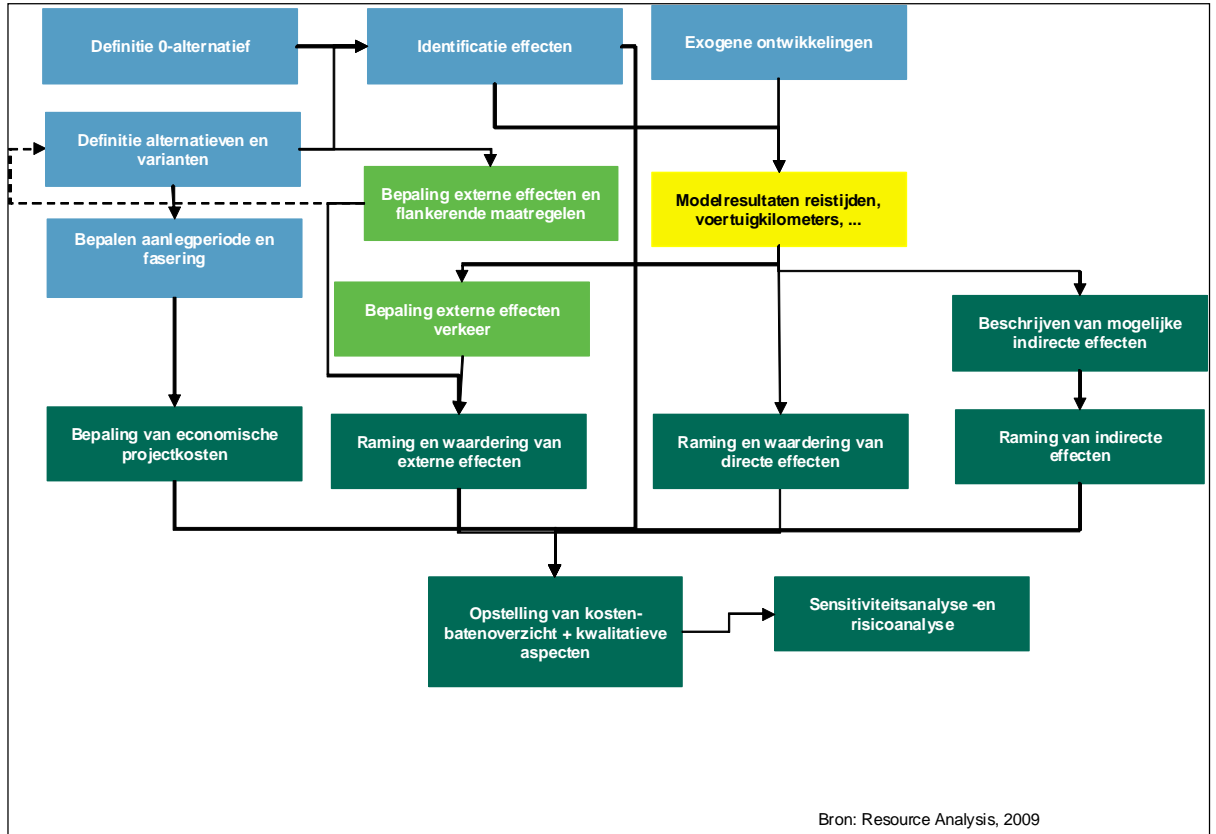 Definitie 0-alternatief
Identificatie effecten
Exogene ontwikkelingen
Definitie alternatieven en
varianten
Bepaling externe effecten en
flankerende maatregelen
Modelresultaten reistijden,
voertuigkilometers, ...
Bepalen aanlegperiode en
fasering
Bepaling externe effecten
verkeer
Beschrijven van mogelijke
indirecte effecten
Bepaling van economische
projectkosten
Raming en waardering van
externe effecten
Raming en waardering van
directe effecten
Raming van indirecte
effecten
Opstelling van kosten-
batenoverzicht + kwalitatieve
aspecten
Sensitiviteitsanalyse -en
risicoanalyse
Bron: Resource Analysis, 2009